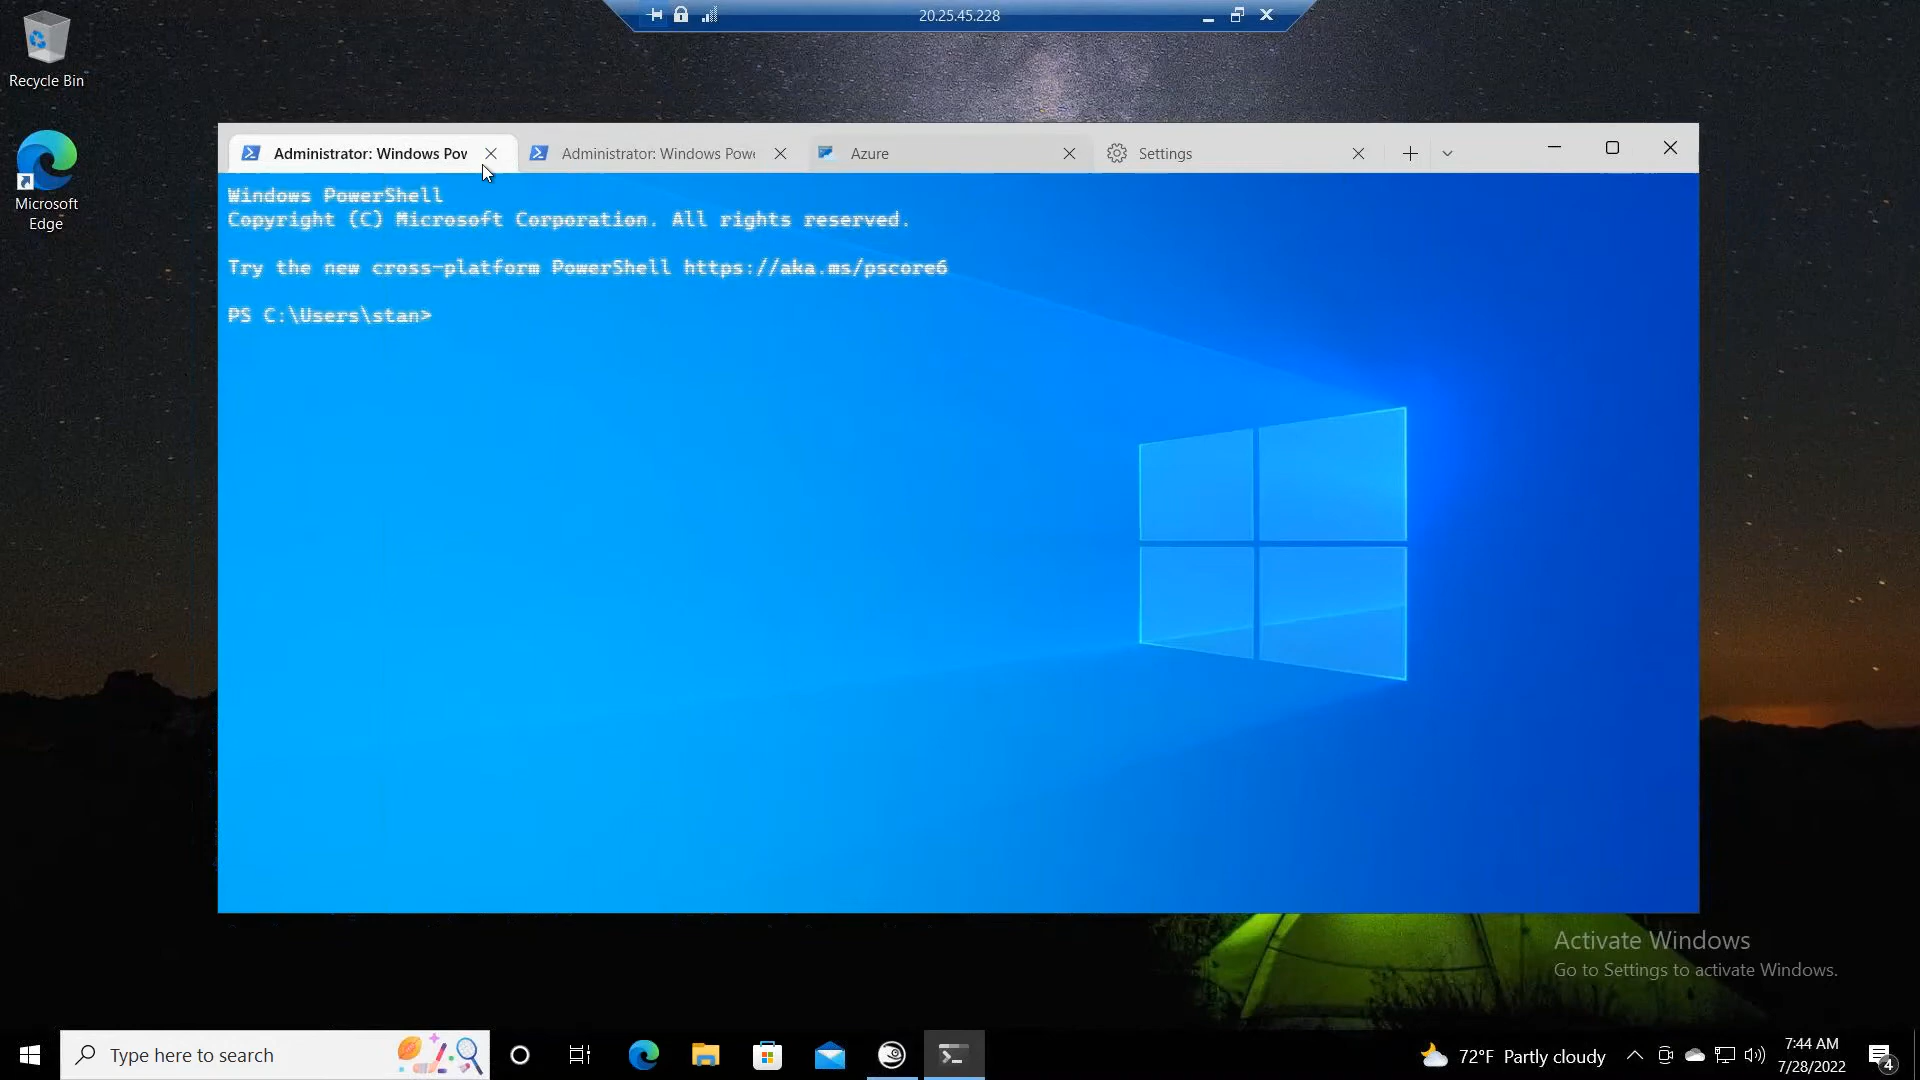 20.25.45.228
Recycle Bin
Microsoft
Edge
Administrator: Windows Pov
Administrator: Windows Powe
Azure
Settings
Windows PowerShell
Copyright (C) Microsoft Corporation. All rights reserved.
Try the new cross-platform PowerShell https://aka.ms/pscore6
PS C:\Users\stan>
Activate Windows
Go to Settings to activate Windows.
Type here to search
72°F Partly cloudy
7:44 AM
7/28/2022
4